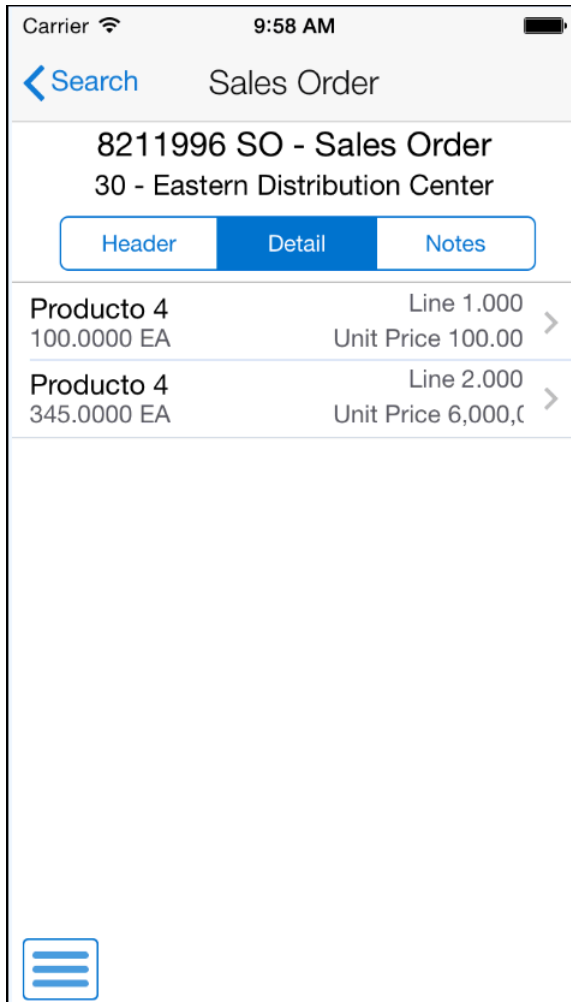 Carrier 9:58 AM
Search Sales Order
8211996 SO - Sales Order
30 - Eastern Distribution Center
Header Detail Notes
Producto 4 Line 1.000
100.0000 EA Unit Price 100.00
Producto 4 Line 2.000
345.0000 EA Unit Price 6,000,